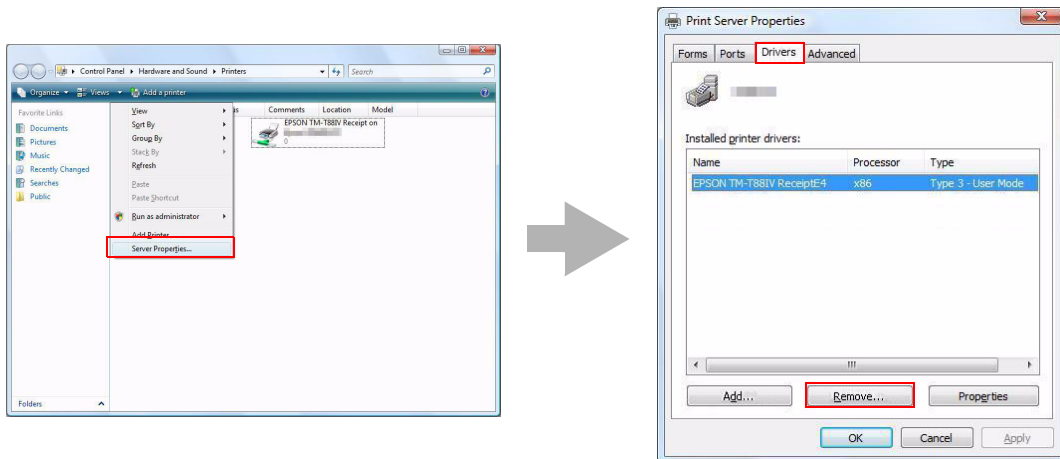 Control Panel ▸ Hardware and Sound ▸ Printers
Search
Organize
Views
Add a printer
Favorite Links
Documents
Pictures
Music
Recently Changed
Searches
Public
Folders
View
Sort By
Group By
Stack By
Refresh
Paste
Paste Shortcut
Run as administrator
Add Printer
Server Properties...
Comments Location Model
EPSON TM-T88IV Receipt on
0
Print Server Properties
Forms Ports Drivers Advanced
Installed printer drivers:
Name Processor Type
EPSON TM-T88IV ReceiptE4 x86 Type 3 - User Mode
Add... Remove... Properties
OK Cancel Apply